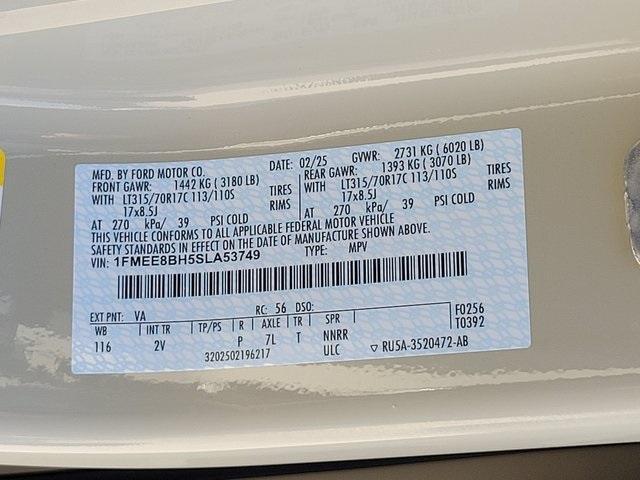 MFD. BY FORD MOTOR CO. DATE: 02/25 GVWR: 2731 KG ( 6020 LB)
FRONT GAWR: 1442 KG ( 3180 LB) REAR GAWR: 1393 KG ( 3070 LB)
WITH LT315/70R17C 113/110S TIRES WITH LT315/70R17C 113/110S TIRES
17x8.5J RIMS 17x8.5J RIMS
AT 270 kPa/ 39 PSI COLD AT 270 kPa/ 39 PSI COLD
THIS VEHICLE CONFORMS TO ALL APPLICABLE FEDERAL MOTOR VEHICLE
SAFETY STANDARDS IN EFFECT ON THE DATE OF MANUFACTURE SHOWN ABOVE.
VIN: 1FMEE8BH5SLA53749 TYPE: MPV
EXT PNT: VA RC: 56 DSO: F0256
WB INT TR TP/PS R AXLE TR SPR T0392
116 2V P 7L T NNRR
3202502196217 ULC ▽ RU5A-3520472-AB